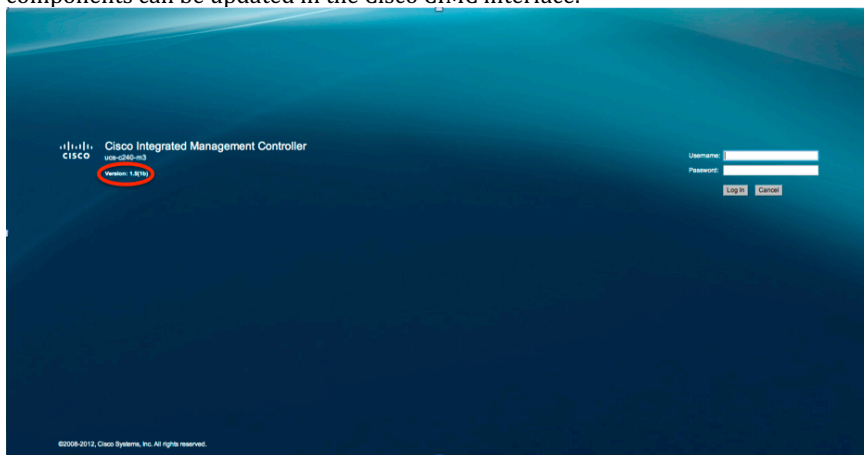 components can be updated in the Cisco CIMC interface.
CISCO
Cisco Integrated Management Controller
ucs-c240-m3
Version: 1.5(1b)
Username:
Password:
Log In Cancel
©2008-2012, Cisco Systems, Inc. All rights reserved.